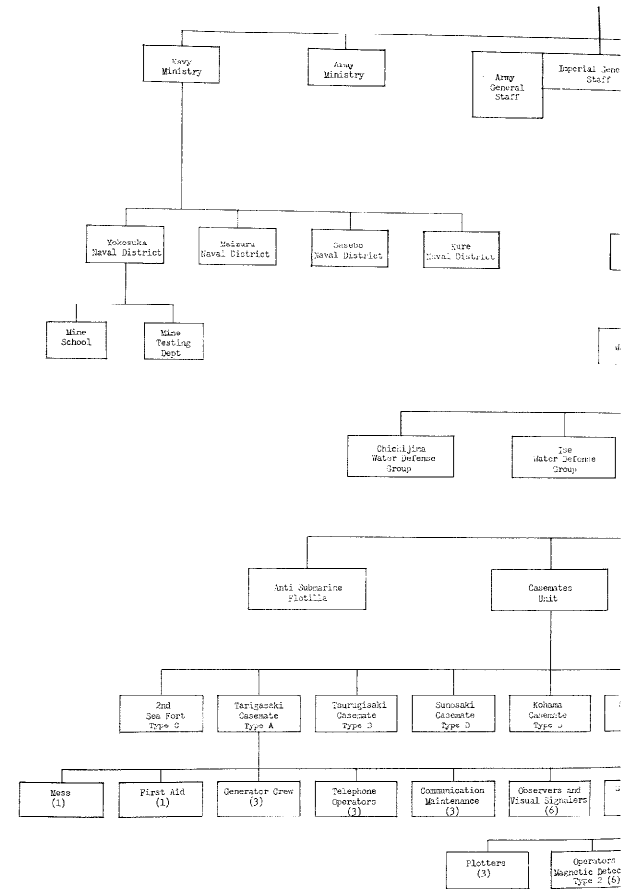 Navy
Ministry
Army
Ministry
Army
General
Staff
Imperial Gene
Staff
Yokosuka
Naval District
Maizuru
Naval District
Sasebo
Naval District
Kure
Naval District
Mine
School
Mine
Testing
Dept
Chichijima
Water Defense
Group
Ise
Water Defense
Group
Anti Submarine
Flotilla
Casemates
Unit
2nd
Sea Fort
Type C
Tarigasaki
Casemate
Type A
Tsurugisaki
Casemate
Type
Sunosaki
Casemate
Type
Kohama
Casemate
Type
Mess
(1)
First Aid
(1)
Generator Crew
(3)
Telephone
Operators
(3)
Communication
Maintenance
(3)
Observers and
Visual Signalers
(6)
Plotters
(3)
Operators
Magnetic Detec
Type 2 (6)